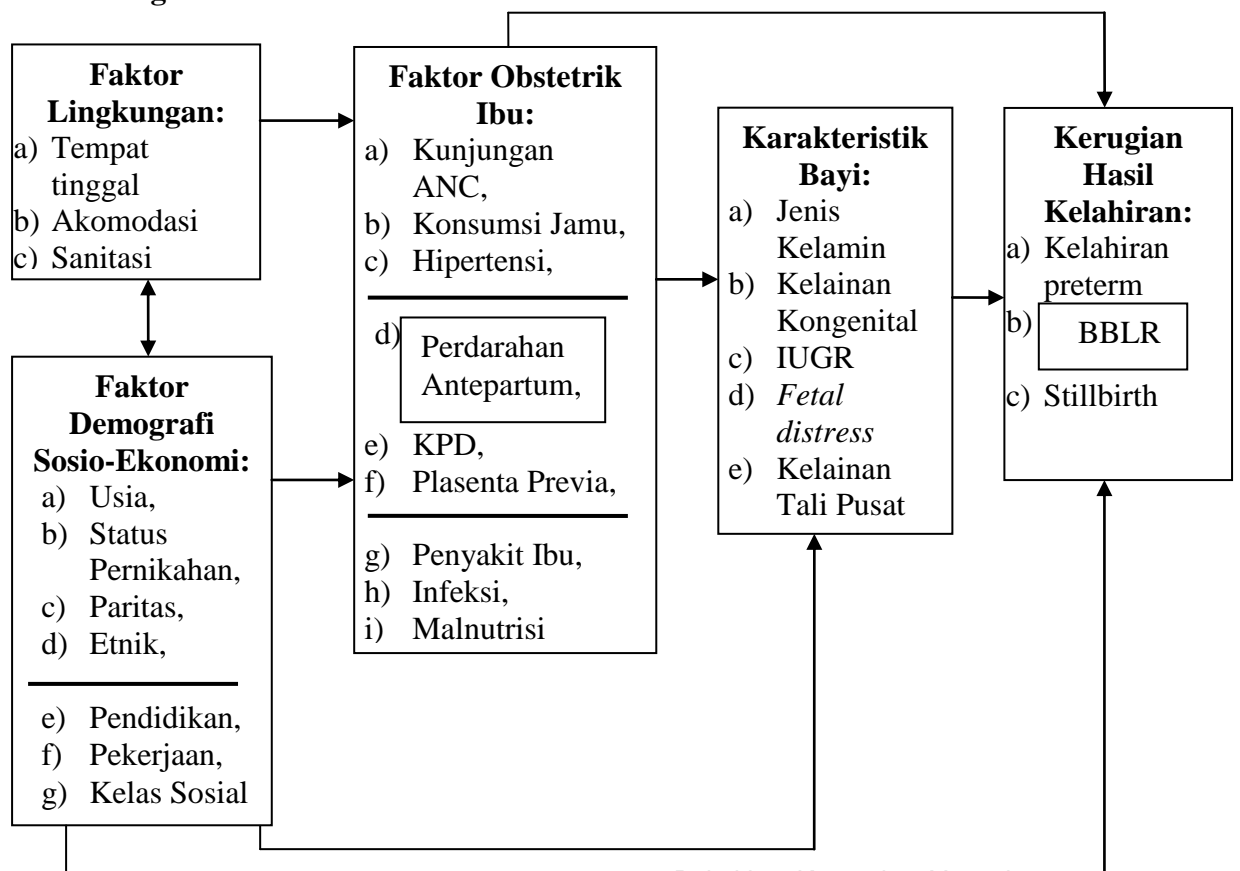 Faktor
Lingkungan:
a) Tempat
tinggal
b) Akomodasi
c) Sanitasi
Faktor
Demografi
Sosio-Ekonomi:
a) Usia,
b) Status
Pernikahan,
c) Paritas,
d) Etnik,
e) Pendidikan,
f) Pekerjaan,
g) Kelas Sosial
Faktor Obstetrik
Ibu:
a) Kunjungan
ANC,
b) Konsumsi Jamu,
c) Hipertensi,
d) Perdarahan
Antepartum,
e) KPD,
f) Plasenta Previa,
g) Penyakit Ibu,
h) Infeksi,
i) Malnutrisi
Karakteristik
Bayi:
a) Jenis
Kelamin
b) Kelainan
Kongenital
c) IUGR
d) Fetal
distress
e) Kelainan
Tali Pusat
Kerugian
Hasil
Kelahiran:
a) Kelahiran
preterm
b) BBLR
c) Stillbirth